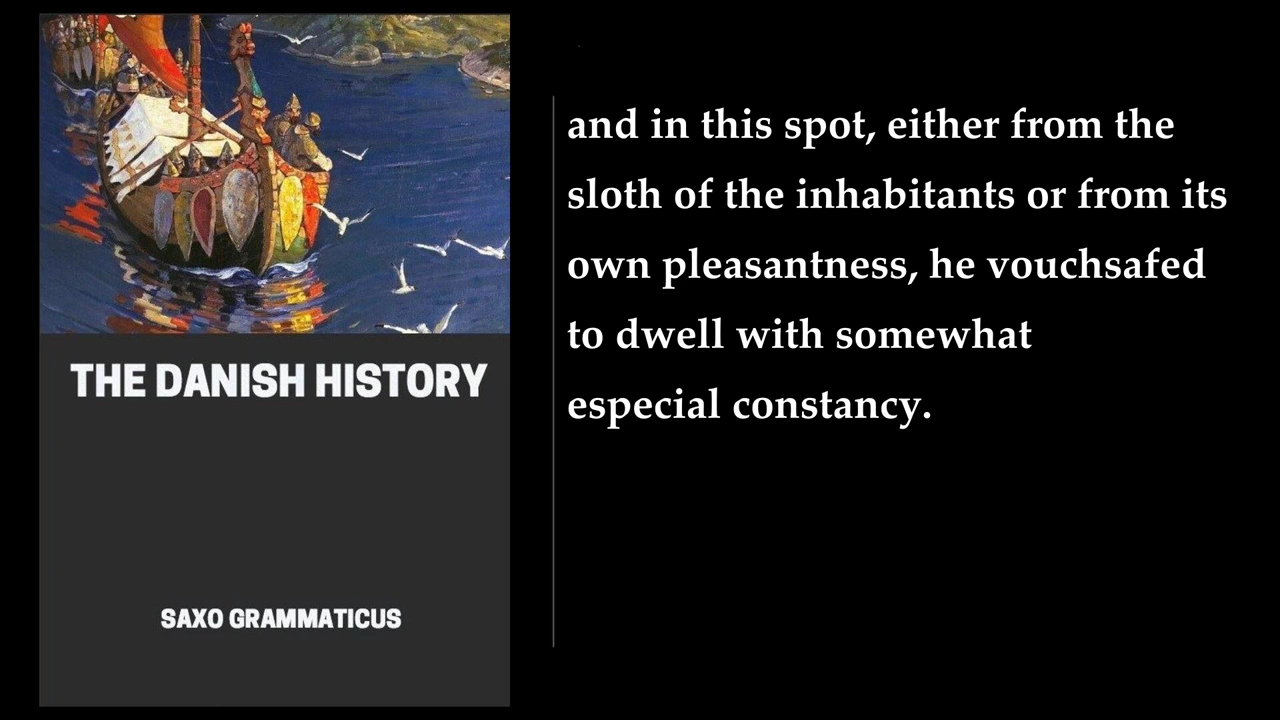 THE DANISH HISTORY
SAXO GRAMMATICUS
and in this spot, either from the
sloth of the inhabitants or from its
own pleasantness, he vouchsafed
to dwell with somewhat
especial constancy.